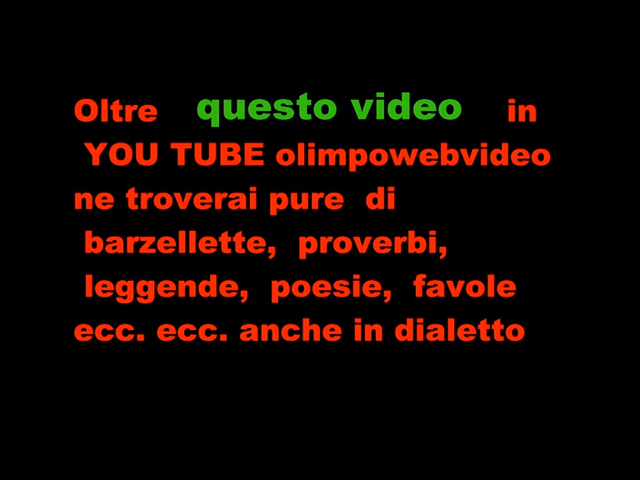 Oltre questo video in
YOU TUBE olimpowebvideo
ne troverai pure di
barzellette, proverbi,
leggende, poesie, favole
ecc. ecc. anche in dialetto